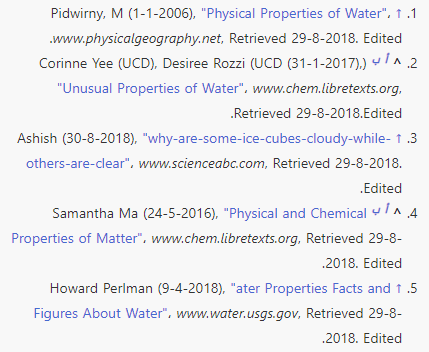 1. ↑ Pidwirny, M (1-1-2006), "Physical Properties of Water"،
www.physicalgeography.net, Retrieved 29-8-2018. Edited.
2. ^ أ ب Corinne Yee (UCD), Desiree Rozzi (UCD (31-1-2017),)
"Unusual Properties of Water"، www.chem.libretexts.org,
Retrieved 29-8-2018.Edited.
3. ↑ Ashish (30-8-2018), "why-are-some-ice-cubes-cloudy-while-
others-are-clear"، www.scienceabc.com, Retrieved 29-8-2018.
Edited.
4. ^ أ ب Samantha Ma (24-5-2016), "Physical and Chemical
Properties of Matter"، www.chem.libretexts.org, Retrieved 29-8-
2018. Edited.
5. ↑ Howard Perlman (9-4-2018), "ater Properties Facts and
Figures About Water"، www.water.usgs.gov, Retrieved 29-8-
2018. Edited.